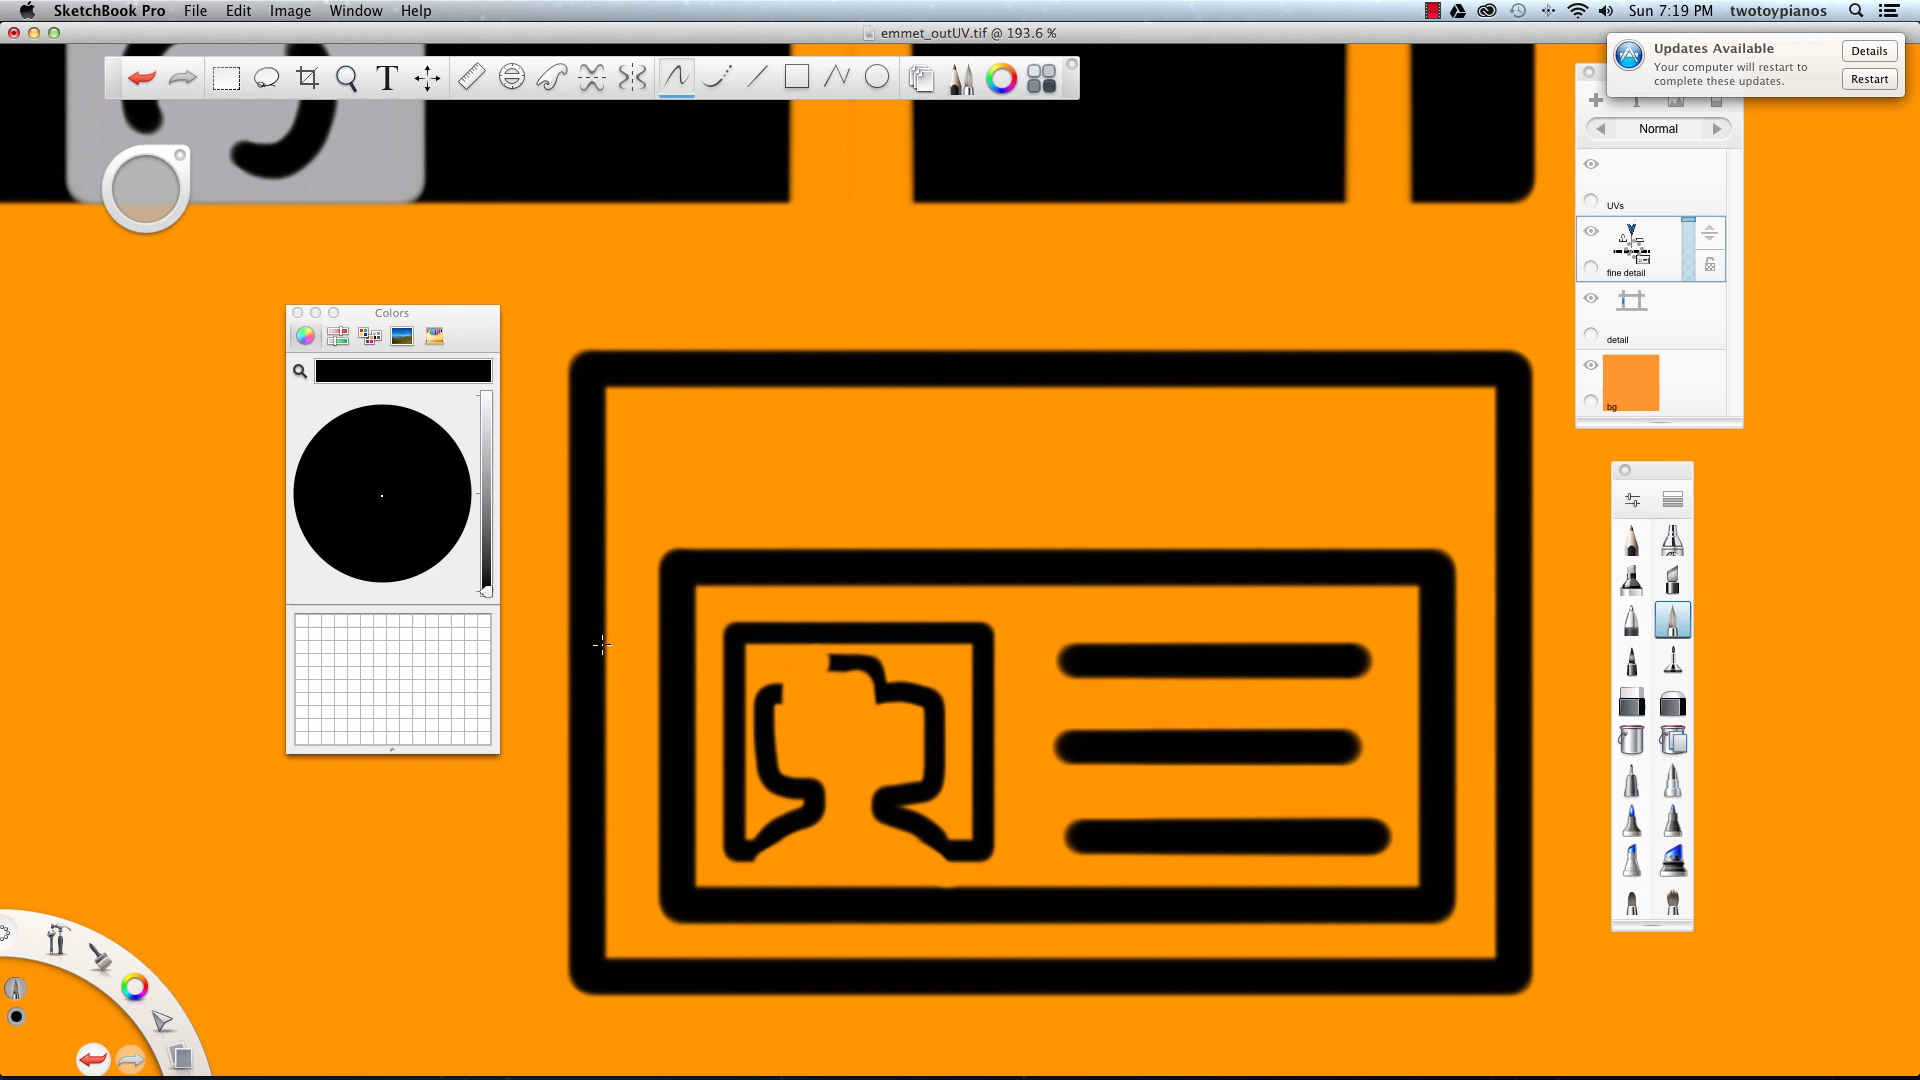 SketchBook Pro File Edit Image Window Help
Sun 7:19 PM twotoypianos
emmet_outUV.tif @ 193.6 %
Updates Available
Your computer will restart to
complete these updates.
Details
Restart
T
Normal
UVs
fine detail
detail
bg
Colors